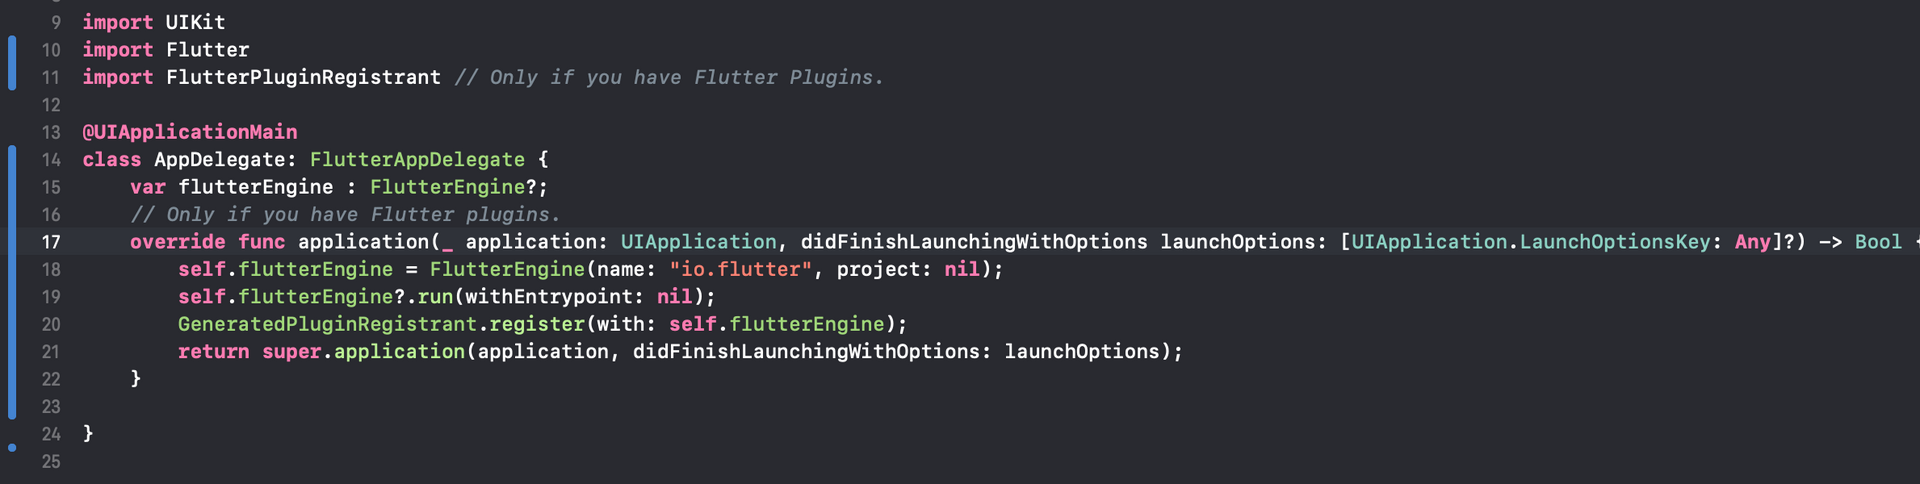 9 import UIKit
10 import Flutter
11 import FlutterPluginRegistrant // Only if you have Flutter Plugins.
12
13 @UIApplicationMain
14 class AppDelegate: FlutterAppDelegate {
15     var flutterEngine : FlutterEngine?;
16     // Only if you have Flutter plugins.
17     override func application(_ application: UIApplication, didFinishLaunchingWithOptions launchOptions: [UIApplication.LaunchOptionsKey: Any]?) -> Bool {
18         self.flutterEngine = FlutterEngine(name: "io.flutter", project: nil);
19         self.flutterEngine?.run(withEntrypoint: nil);
20         GeneratedPluginRegistrant.register(with: self.flutterEngine);
21         return super.application(application, didFinishLaunchingWithOptions: launchOptions);
22     }
23
24 }
25